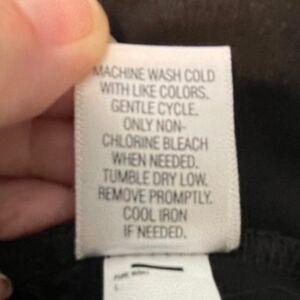 MACHINE WASH COLD
WITH LIKE COLORS.
GENTLE CYCLE.
ONLY NON-
CHLORINE BLEACH
WHEN NEEDED.
TUMBLE DRY LOW.
REMOVE PROMPTLY.
COOL IRON
IF NEEDED.